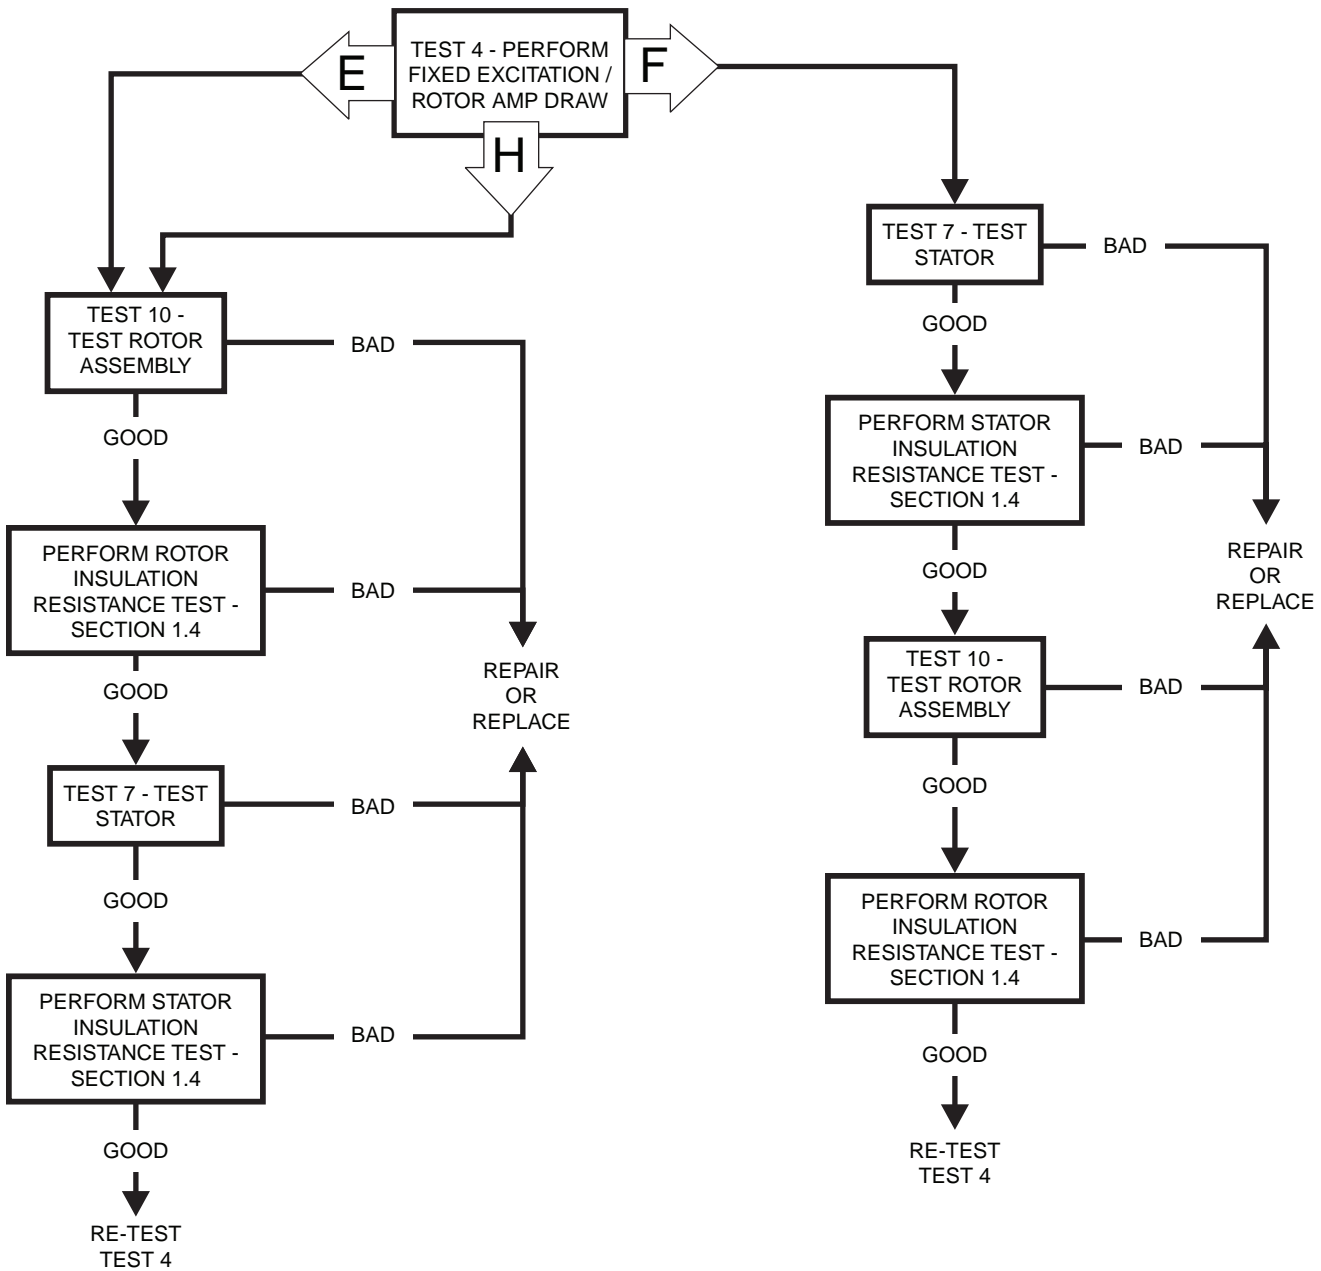 TEST 4 - PERFORM
FIXED EXCITATION /
ROTOR AMP DRAW
E
F
H
TEST 10 -
TEST ROTOR
ASSEMBLY
BAD
GOOD
PERFORM ROTOR
INSULATION
RESISTANCE TEST -
SECTION 1.4
BAD
GOOD
REPAIR
OR
REPLACE
TEST 7 - TEST
STATOR
BAD
GOOD
PERFORM STATOR
INSULATION
RESISTANCE TEST -
SECTION 1.4
BAD
GOOD
RE-TEST
TEST 4
TEST 7 - TEST
STATOR
BAD
GOOD
PERFORM STATOR
INSULATION
RESISTANCE TEST -
SECTION 1.4
BAD
GOOD
REPAIR
OR
REPLACE
TEST 10 -
TEST ROTOR
ASSEMBLY
BAD
GOOD
PERFORM ROTOR
INSULATION
RESISTANCE TEST -
SECTION 1.4
BAD
GOOD
RE-TEST
TEST 4